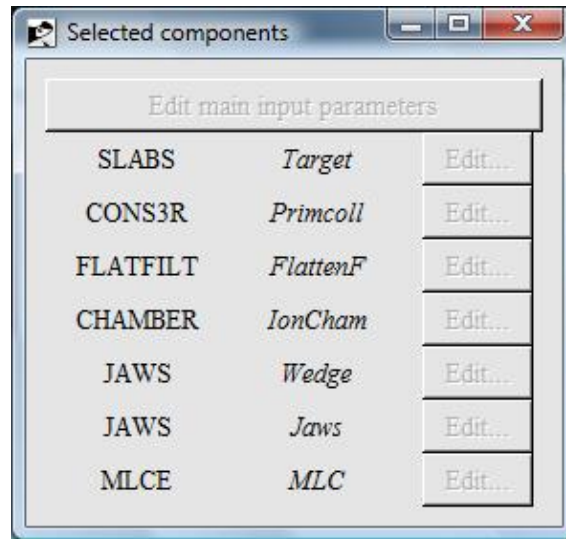 Selected components
Edit main input parameters
SLABS Target Edit...
CONS3R Primcoll Edit...
FLATFILT FlattenF Edit...
CHAMBER IonCham Edit...
JAWS Wedge Edit...
JAWS Jaws Edit...
MLCE MLC Edit...